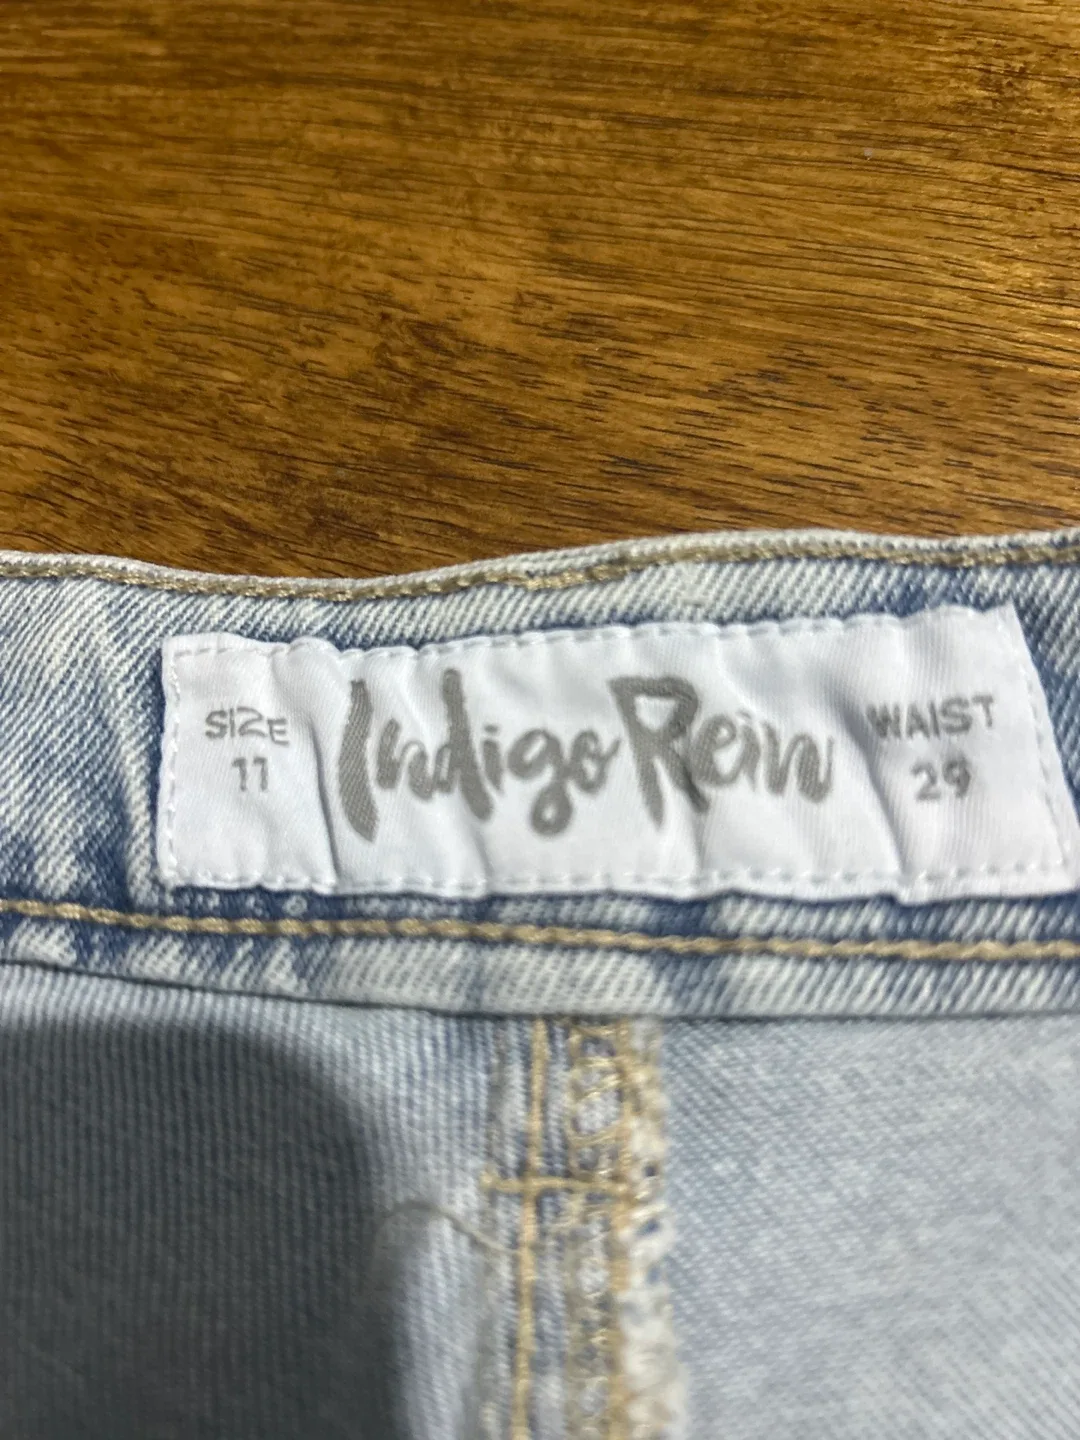 SIZE
11
Indigo Rein
WAIST
29